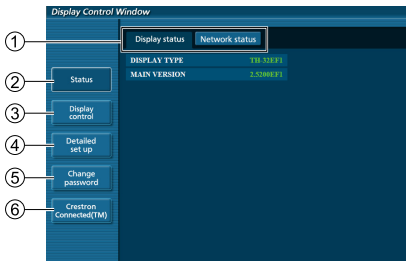 Display Control Window
1
Display status Network status
DISPLAY TYPE TH-32EF1
MAIN VERSION 2.5200EF1
2
Status
3
Display
control
4
Detailed
set up
5
Change
password
6
Crestron
Connected(TM)